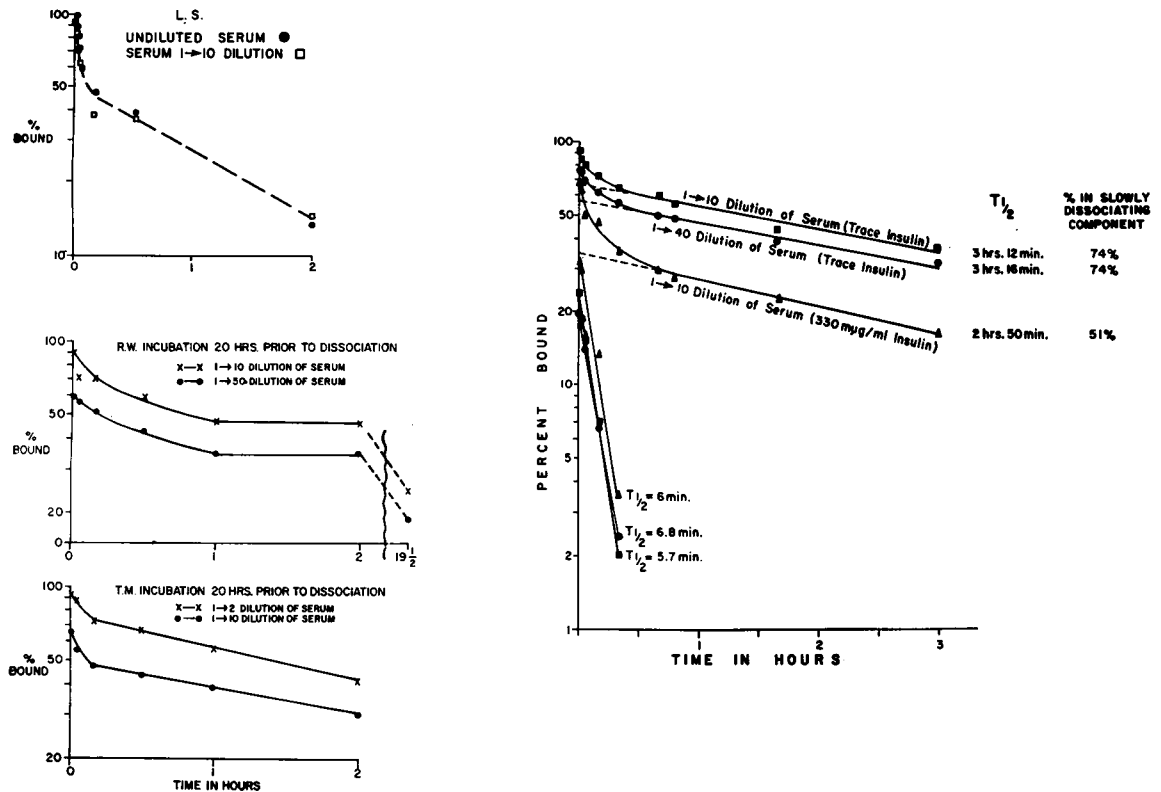 L. S.
UNDILUTED SERUM ●
SERUM 1→10 DILUTION □
100
50
10
% BOUND
0
1
2
R.W. INCUBATION 20 HRS. PRIOR TO DISSOCIATION
×—× 1→10 DILUTION OF SERUM
●—● 1→50 DILUTION OF SERUM
100
50
20
0
% BOUND
0
1
2
19 1/2
T.M. INCUBATION 20 HRS. PRIOR TO DISSOCIATION
×—× 1→2 DILUTION OF SERUM
●—● 1→10 DILUTION OF SERUM
100
50
20
% BOUND
0
1
2
TIME IN HOURS
100
50
20
10
5
2
1
PERCENT BOUND
1→10 Dilution of Serum (Trace Insulin)
1→40 Dilution of Serum (Trace Insulin)
1→10 Dilution of Serum (330 mµg/ml Insulin)
T 1/2
% IN SLOWLY
DISSOCIATING
COMPONENT
3 hrs. 12 min. 74%
3 hrs. 16 min. 74%
2 hrs. 50 min. 51%
T 1/2 = 6 min.
T 1/2 = 6.8 min.
T 1/2 = 5.7 min.
1
2
3
TIME IN HOURS